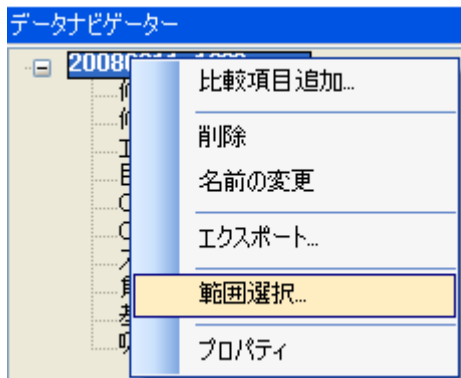 データナビゲーター
比較項目追加...
削除
名前の変更
エクスポート...
範囲選択...
プロパティ